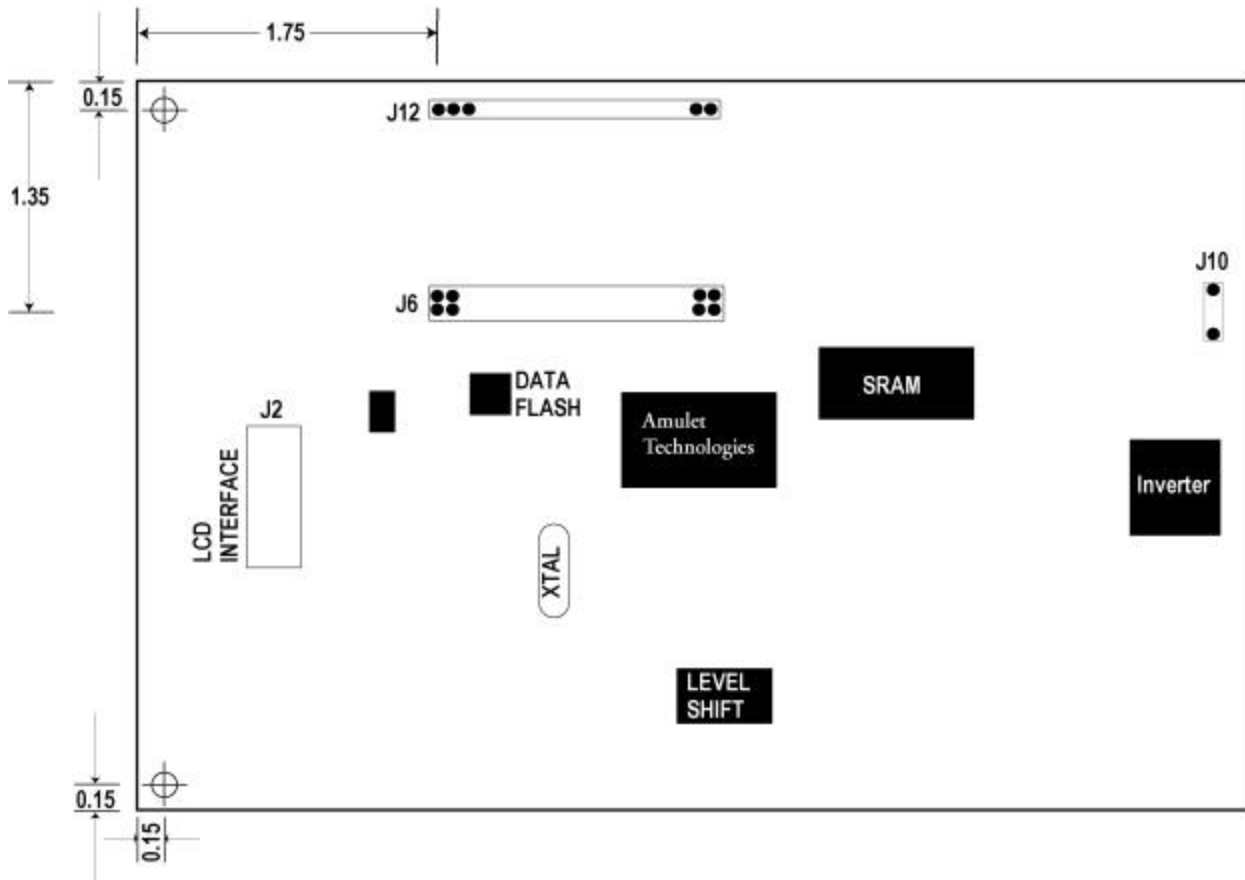 1.75
0.15
J12
1.35
J10
J6
SRAM
DATA
FLASH
J2
Amulet
Technologies
LCD
INTERFACE
Inverter
XTAL
LEVEL
SHIFT
0.15
0.15